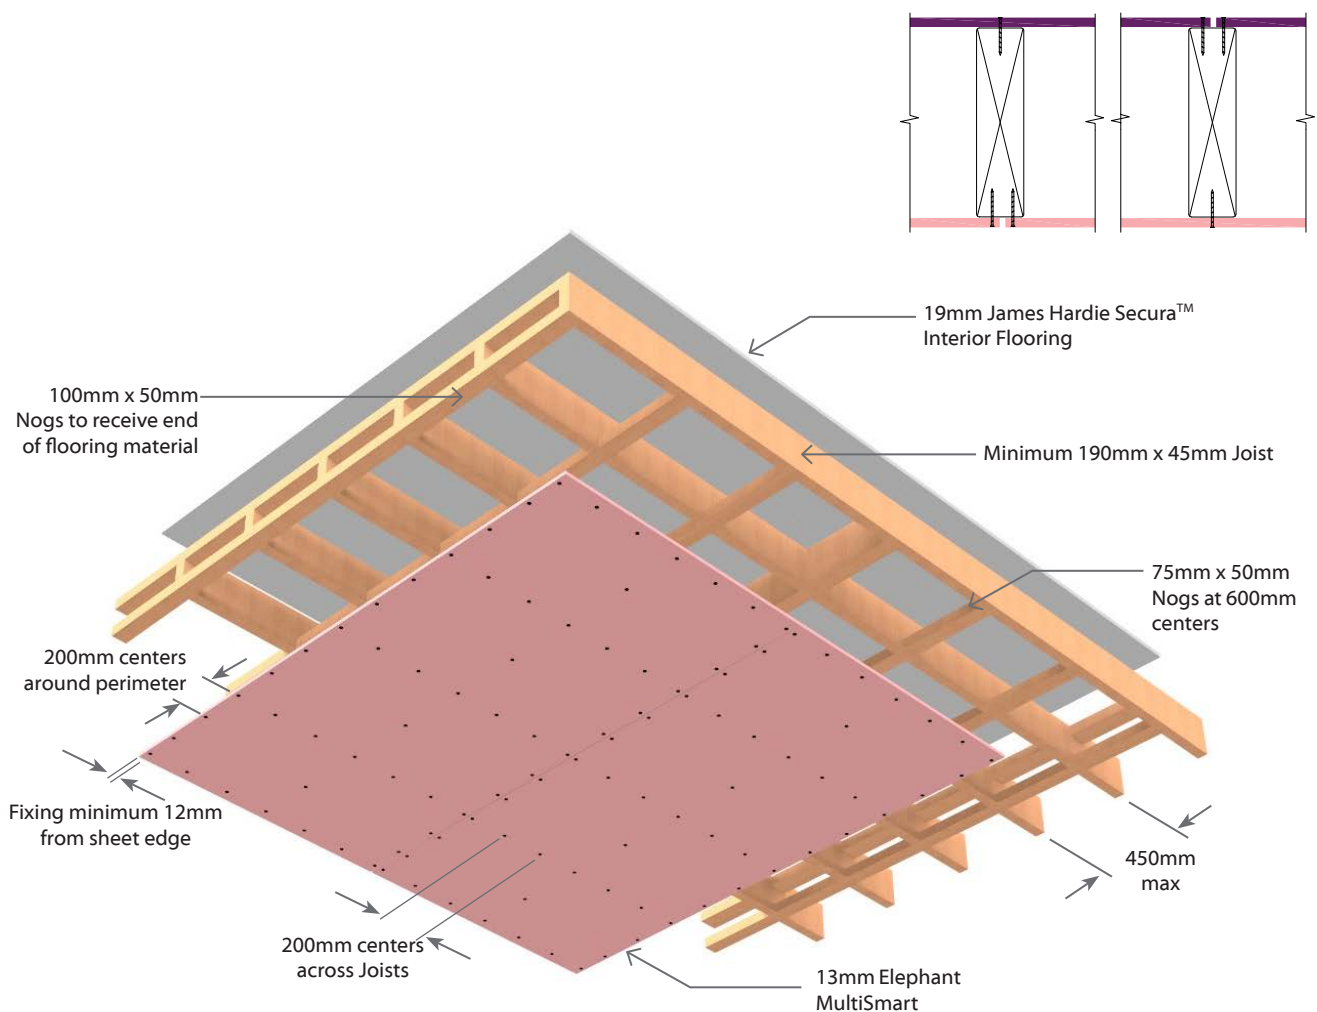 19mm James Hardie Secura™
Interior Flooring
100mm x 50mm
Nogs to receive end
of flooring material
Minimum 190mm x 45mm Joist
75mm x 50mm
Nogs at 600mm
centers
200mm centers
around perimeter
Fixing minimum 12mm
from sheet edge
450mm
max
200mm centers
across Joists
13mm Elephant
MultiSmart